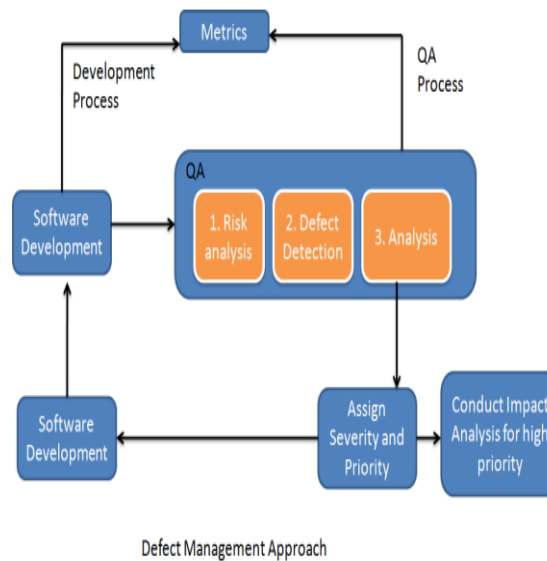 Metrics
Development
Process
QA
Process
QA
1. Risk
analysis
2. Defect
Detection
3. Analysis
Software
Development
Software
Development
Assign
Severity and
Priority
Conduct Impact
Analysis for high
priority
Defect Management Approach